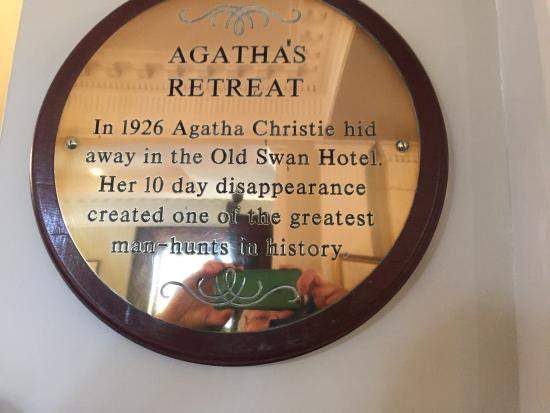 AGATHA'S
RETREAT
In 1926 Agatha Christie hid
away in the Old Swan Hotel.
Her 10 day disappearance
created one of the greatest
man-hunts in history